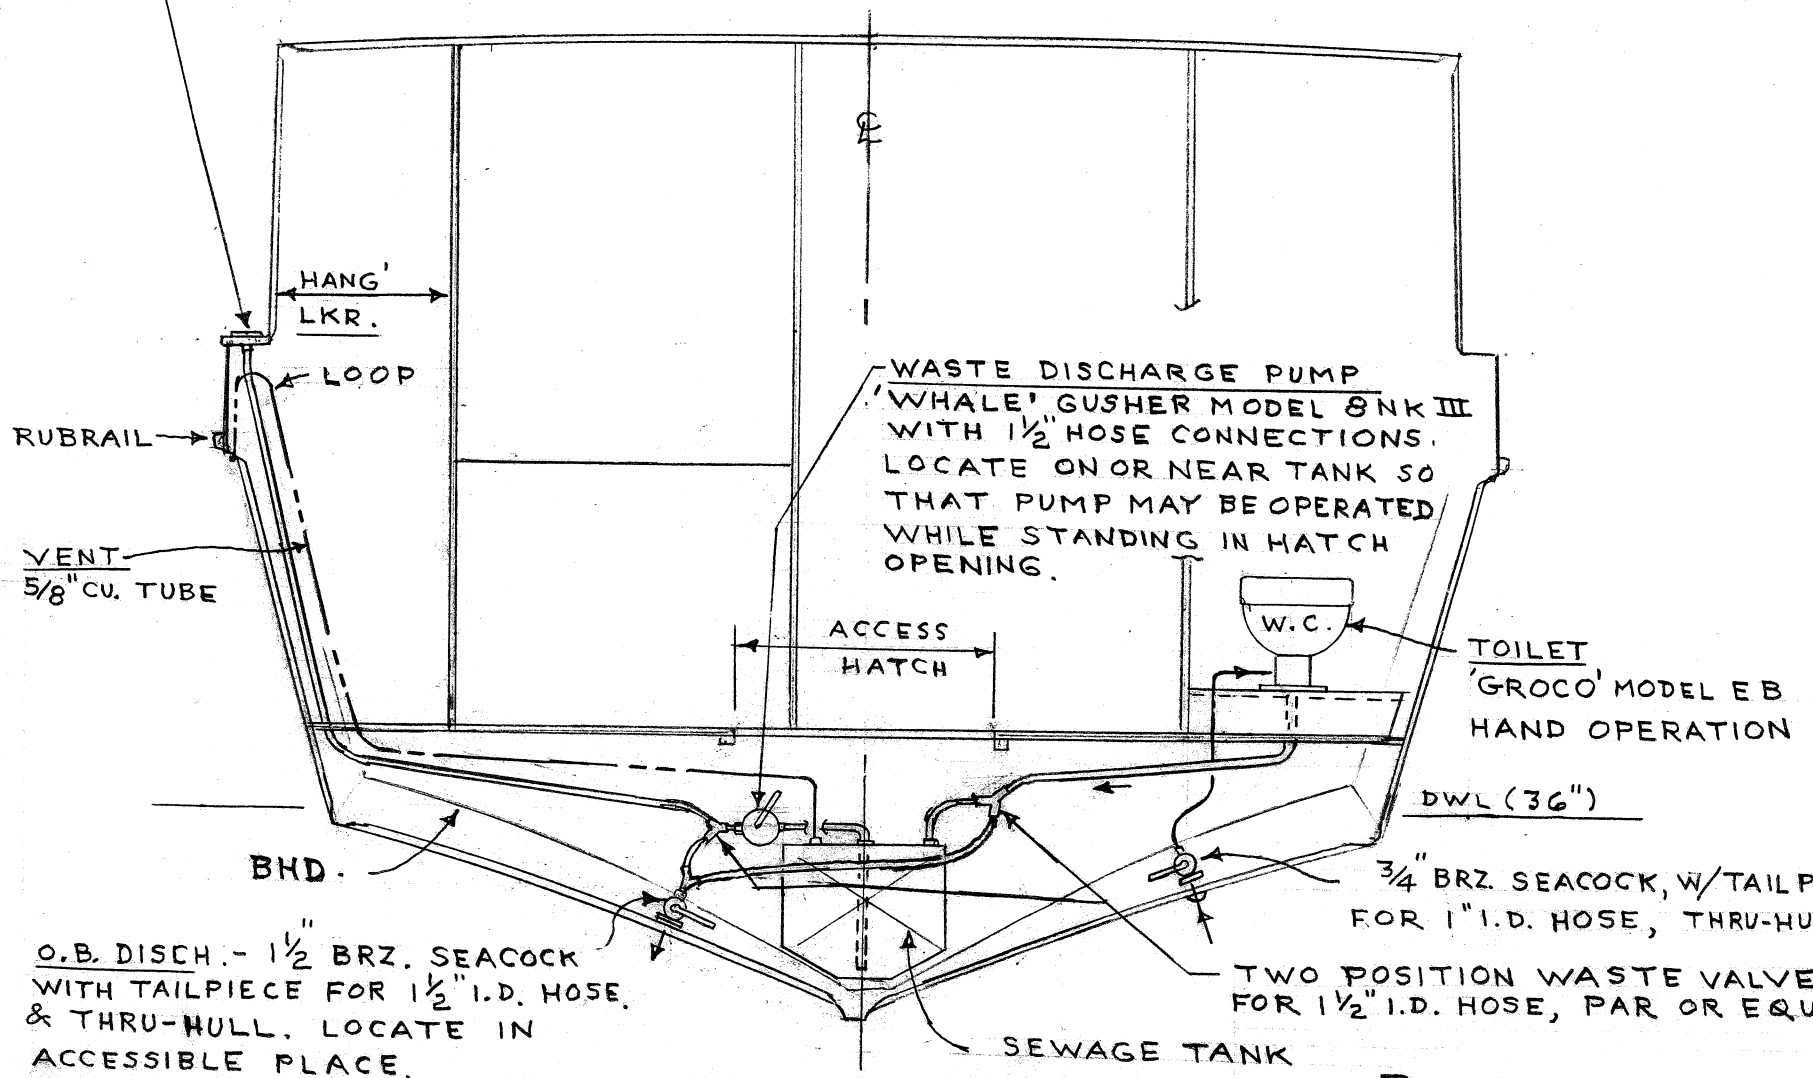 ℄
HANG'
LKR.
LOOP
RUBRAIL
VENT
5/8" CU. TUBE
WASTE DISCHARGE PUMP
'WHALE' GUSHER MODEL 8 NK III
WITH 1½" HOSE CONNECTIONS.
LOCATE ON OR NEAR TANK SO
THAT PUMP MAY BE OPERATED
WHILE STANDING IN HATCH
OPENING.
ACCESS
HATCH
W.C.
TOILET
'GROCO' MODEL EB
HAND OPERATION
DWL (36")
BHD.
3/4" BRZ. SEACOCK, W/TAILP
FOR 1" I.D. HOSE, THRU-HU
O.B. DISCH. - 1½" BRZ. SEACOCK
WITH TAILPIECE FOR 1½" I.D. HOSE.
& THRU-HULL. LOCATE IN
ACCESSIBLE PLACE.
TWO POSITION WASTE VALVE
FOR 1½" I.D. HOSE, PAR OR EQU
SEWAGE TANK